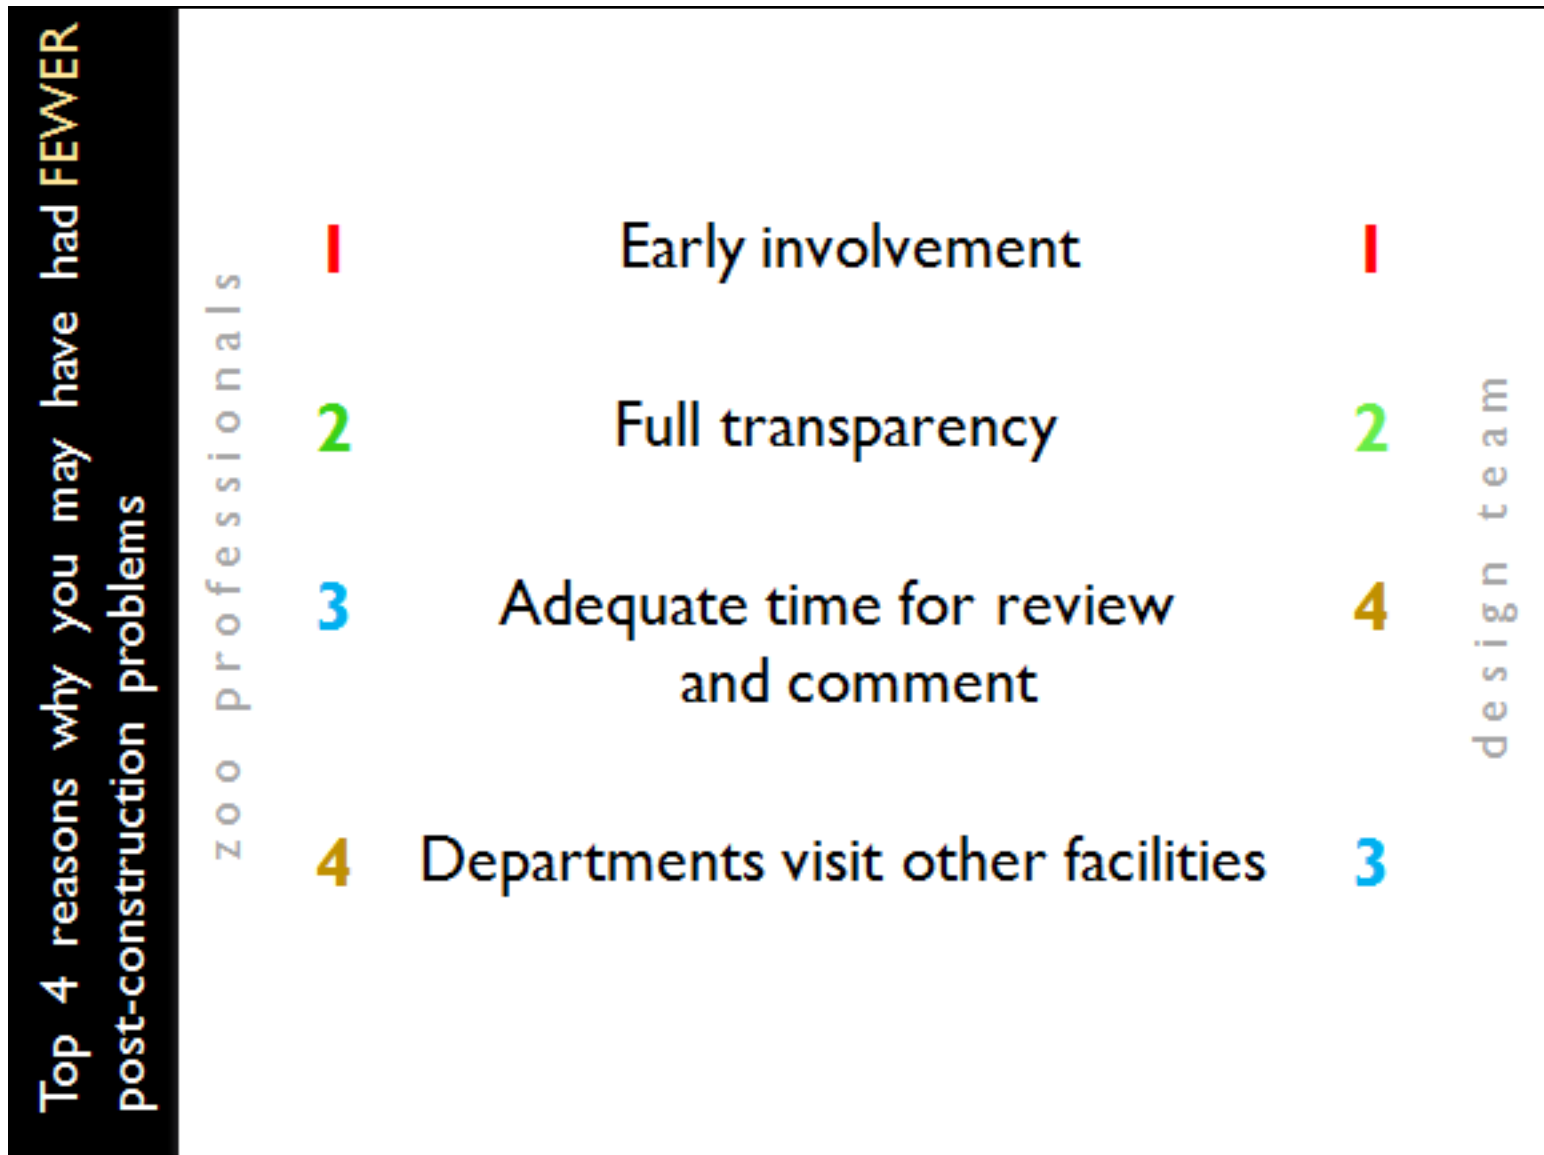 Top 4 reasons why you may have had FEWER
post-construction problems
zoo professionals
1 Early involvement 1
2 Full transparency 2
3 Adequate time for review 4
and comment
4 Departments visit other facilities 3
design team